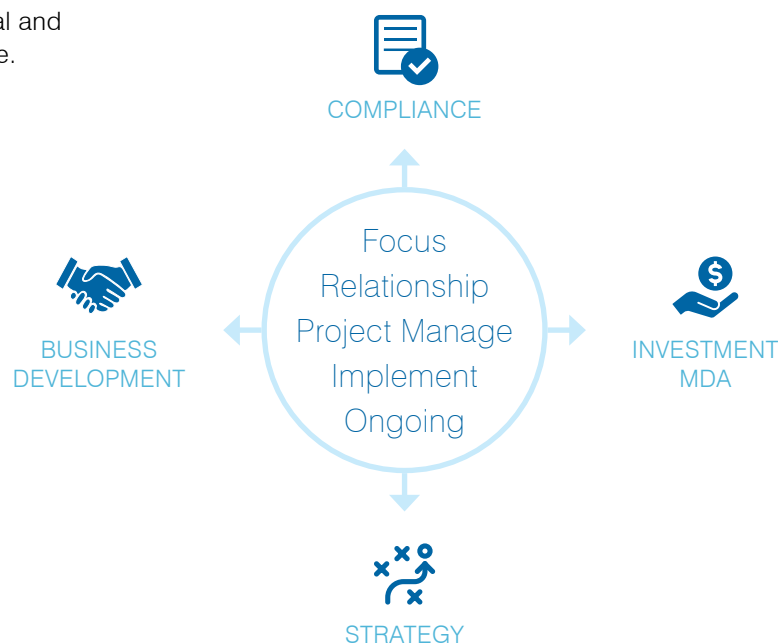 al and
e.
COMPLIANCE
Focus
Relationship
Project Manage
Implement
Ongoing
BUSINESS
DEVELOPMENT
INVESTMENT
MDA
STRATEGY